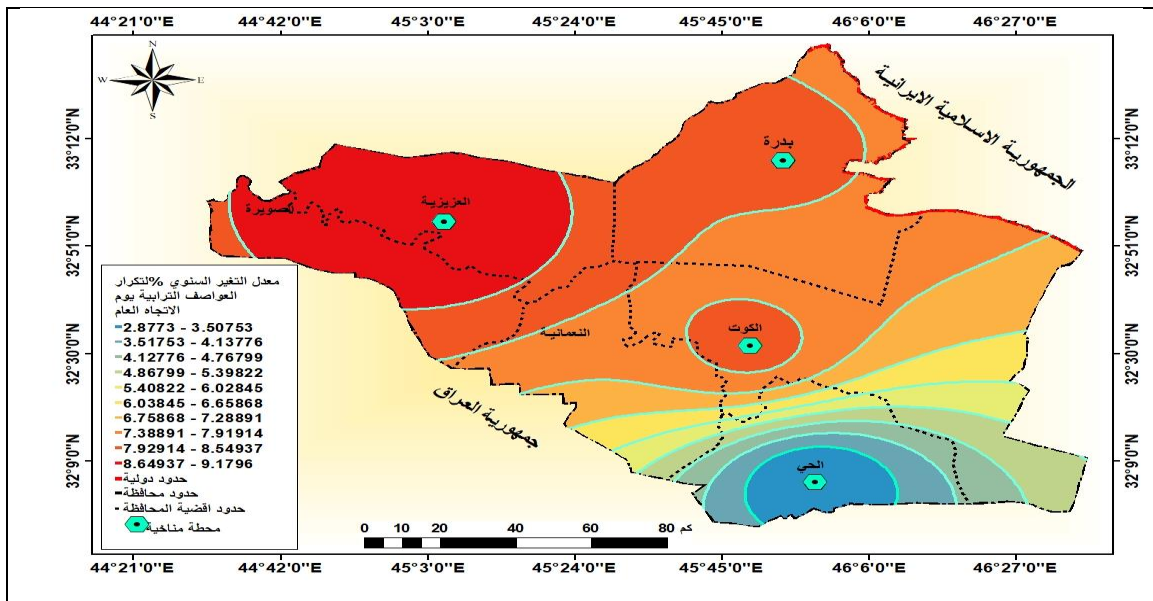 44°21'0"E 44°42'0"E 45°3'0"E 45°24'0"E 45°45'0"E 46°6'0"E 46°27'0"E
N
W E
S
33°12'0"N 33°12'0"N
32°51'0"N 32°51'0"N
32°30'0"N 32°30'0"N
32°9'0"N 32°9'0"N
الجمهورية الاسلامية الايرانية
بدرة
العزيزية
الصويرة
الكوت
النعمانية
جمهورية العراق
الحي
معدل التغير السنوي %لتكرار
العواصف الترابية يوم
الاتجاه العام
2.8773 - 3.50753
3.51753 - 4.13776
4.12776 - 4.76799
4.86799 - 5.39822
5.40822 - 6.02845
6.03845 - 6.65868
6.75868 - 7.28891
7.38891 - 7.91914
7.92914 - 8.54937
8.64937 - 9.1796
حدود دولية
حدود محافظة
حدود اقضية المحافظة
محطة مناخية
0 10 20 40 60 80 كم
44°21'0"E 44°42'0"E 45°3'0"E 45°24'0"E 45°45'0"E 46°6'0"E 46°27'0"E